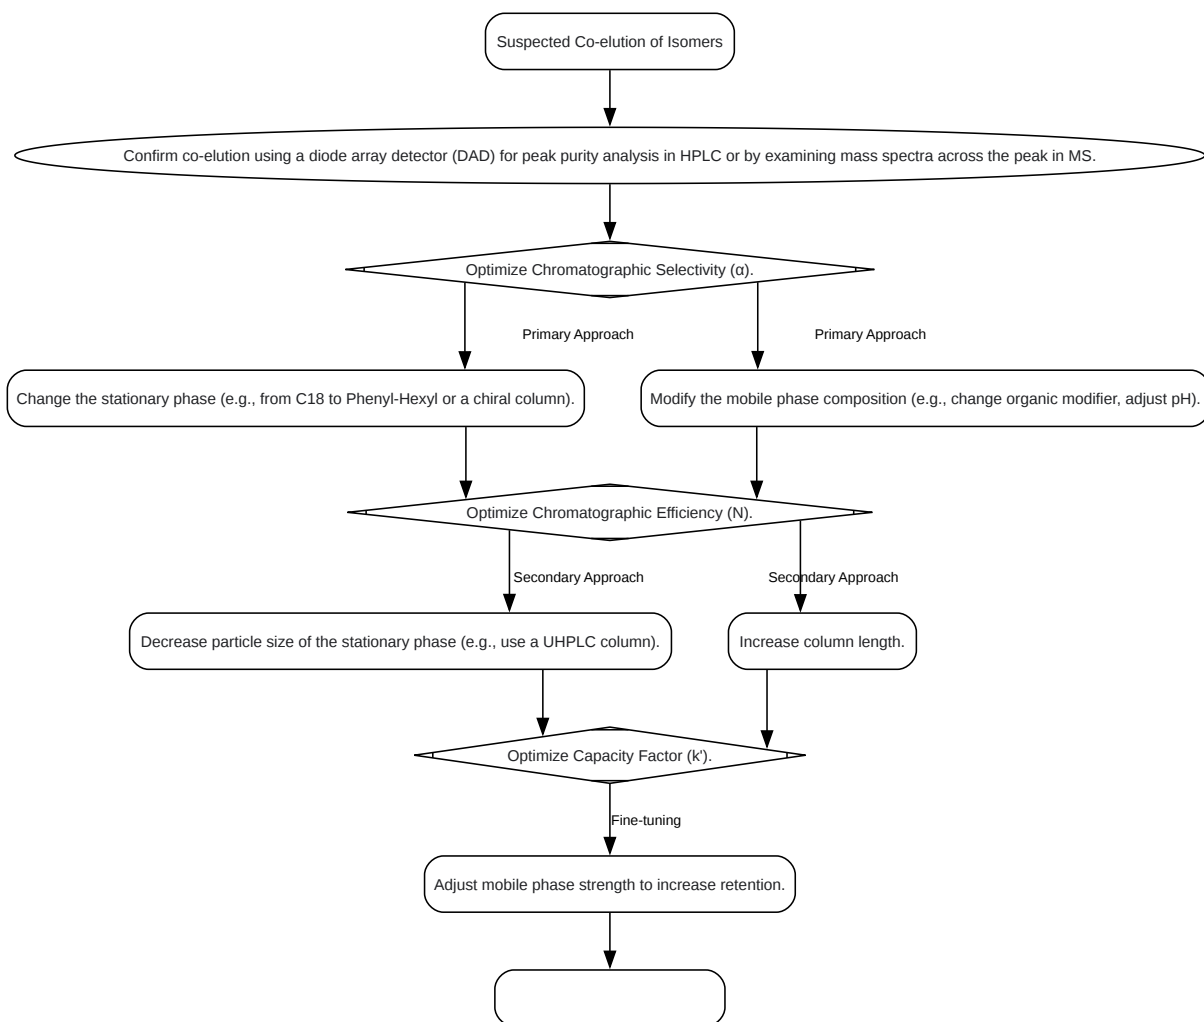 Suspected Co-elution of Isomers
Confirm co-elution using a diode array detector (DAD) for peak purity analysis in HPLC or by examining mass spectra across the peak in MS.
Optimize Chromatographic Selectivity (α).
Primary Approach
Primary Approach
Change the stationary phase (e.g., from C18 to Phenyl-Hexyl or a chiral column).
Modify the mobile phase composition (e.g., change organic modifier, adjust pH).
Optimize Chromatographic Efficiency (N).
Secondary Approach
Secondary Approach
Decrease particle size of the stationary phase (e.g., use a UHPLC column).
Increase column length.
Optimize Capacity Factor (k').
Fine-tuning
Adjust mobile phase strength to increase retention.